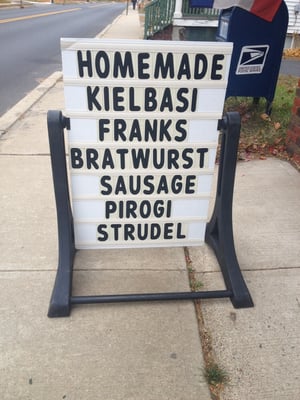 HOMEMADE
KIELBASI
FRANKS
BRATWURST
SAUSAGE
PIROGI
STRUDEL